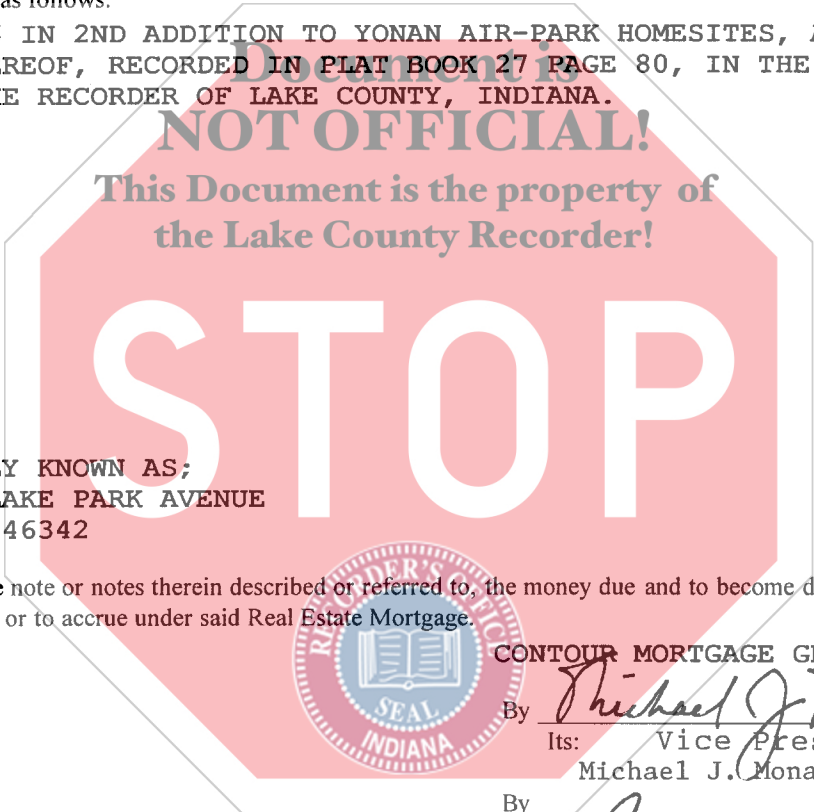 as follows:
IN 2ND ADDITION TO YONAN AIR-PARK HOMESITES,
REOF, RECORDED IN PLAT BOOK 27 PAGE 80, IN THE
E RECORDER OF LAKE COUNTY, INDIANA.
Document is
NOT OFFICIAL!
This Document is the property of
the Lake County Recorder!
STOP
Y KNOWN AS;
AKE PARK AVENUE
46342
e note or notes therein described or referred to, the money due and to become d
or to accrue under said Real Estate Mortgage.
RECORDER'S OFFICE
SEAL
INDIANA
CONTOUR MORTGAGE G
By Michael J.
Its: Vice Pres
Michael J. Mona
By